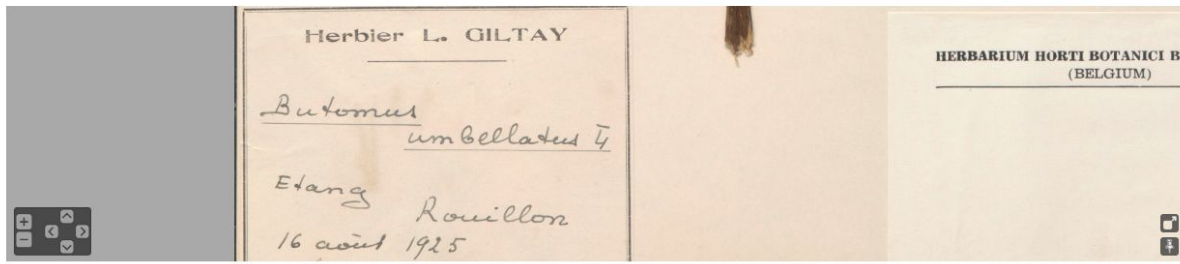 Herbier L. GILTAY
Butomus
umbellatus L
Etang
Rouillon
16 août 1925
HERBARIUM HORTI BOTANICI B
(BELGIUM)